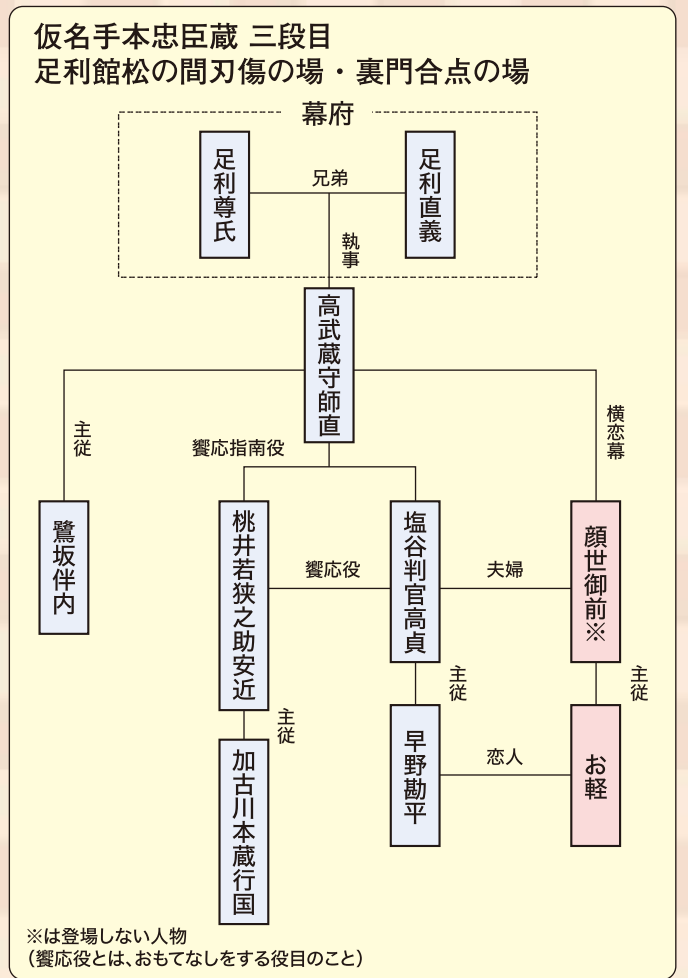 仮名手本忠臣蔵 三段目
足利館松の間刃傷の場・裏門合点の場
幕府
足利尊氏
兄弟
足利直義
執事
高武蔵守師直
主従
饗応指南役
横恋幕
鷺坂伴内
桃井若狭之助安近
饗応役
塩谷判官高貞
夫婦
顔世御前※
主従
主従
主従
加古川本蔵行国
早野勘平
恋人
お軽
※は登場しない人物
（饗応役とは、おもてなしをする役目のこと）